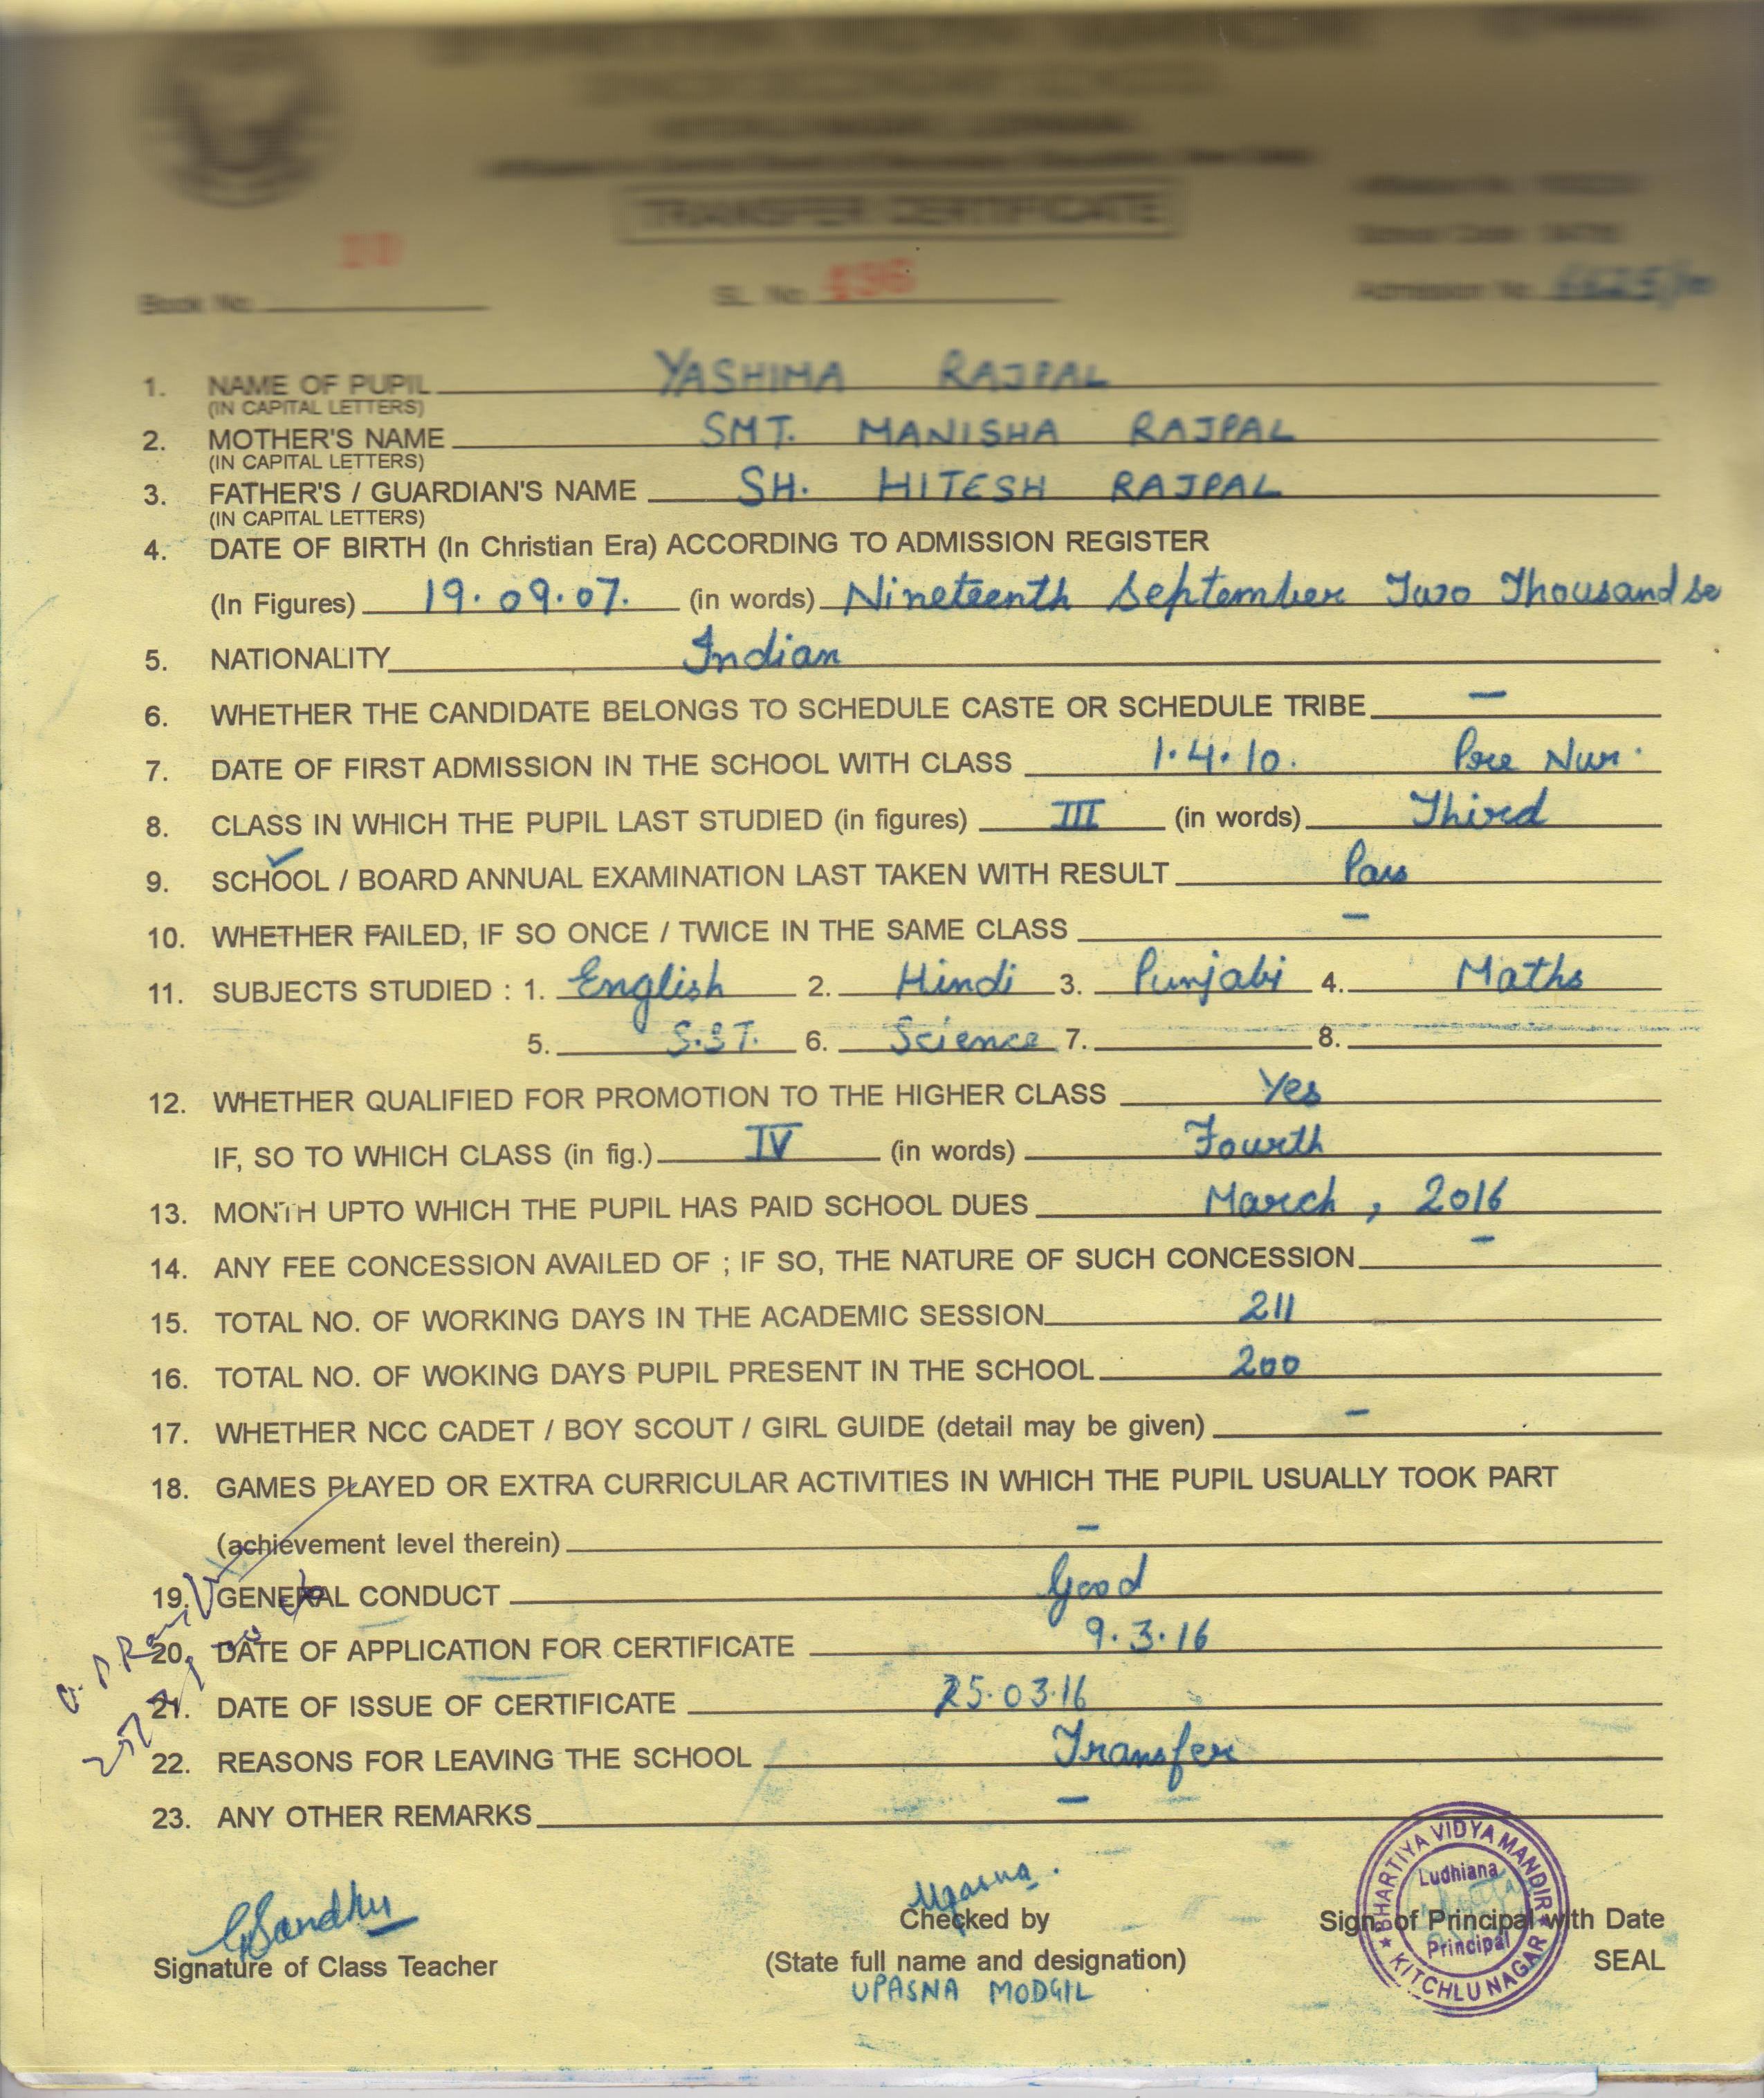 SENIOR SECONDARY SCHOOL
TRANSFER CERTIFICATE
Book No.
SL. No. 496
Admission No.
1. NAME OF PUPIL YASHIMA RAJPAL
(IN CAPITAL LETTERS)
2. MOTHER'S NAME SMT. MANISHA RAJPAL
(IN CAPITAL LETTERS)
3. FATHER'S / GUARDIAN'S NAME SH. HITESH RAJPAL
(IN CAPITAL LETTERS)
4. DATE OF BIRTH (In Christian Era) ACCORDING TO ADMISSION REGISTER
(In Figures) 19.09.07. (in words) Nineteenth September Two Thousand se
5. NATIONALITY Indian
6. WHETHER THE CANDIDATE BELONGS TO SCHEDULE CASTE OR SCHEDULE TRIBE –
7. DATE OF FIRST ADMISSION IN THE SCHOOL WITH CLASS 1.4.10. Pre Nur.
8. CLASS IN WHICH THE PUPIL LAST STUDIED (in figures) III (in words) Third
9. SCHOOL / BOARD ANNUAL EXAMINATION LAST TAKEN WITH RESULT Pass
10. WHETHER FAILED, IF SO ONCE / TWICE IN THE SAME CLASS –
11. SUBJECTS STUDIED : 1. English 2. Hindi 3. Punjabi 4. Maths
5. S.S.T. 6. Science 7. 8.
12. WHETHER QUALIFIED FOR PROMOTION TO THE HIGHER CLASS Yes
IF, SO TO WHICH CLASS (in fig.) IV (in words) Fourth
13. MONTH UPTO WHICH THE PUPIL HAS PAID SCHOOL DUES March, 2016
14. ANY FEE CONCESSION AVAILED OF ; IF SO, THE NATURE OF SUCH CONCESSION –
15. TOTAL NO. OF WORKING DAYS IN THE ACADEMIC SESSION 211
16. TOTAL NO. OF WOKING DAYS PUPIL PRESENT IN THE SCHOOL 200
17. WHETHER NCC CADET / BOY SCOUT / GIRL GUIDE (detail may be given) –
18. GAMES PLAYED OR EXTRA CURRICULAR ACTIVITIES IN WHICH THE PUPIL USUALLY TOOK PART
(achievement level therein) –
19. GENERAL CONDUCT Good
20. DATE OF APPLICATION FOR CERTIFICATE 9.3.16
21. DATE OF ISSUE OF CERTIFICATE 25.03.16
22. REASONS FOR LEAVING THE SCHOOL Transfer
23. ANY OTHER REMARKS –
BHARTIYA VIDYA MANDIR
Ludhiana
Principal
KITCHLU NAGAR
GSandhu
Signature of Class Teacher
Upasna.
Checked by
(State full name and designation)
UPASNA MODGIL
Sign. of Principal with Date
SEAL